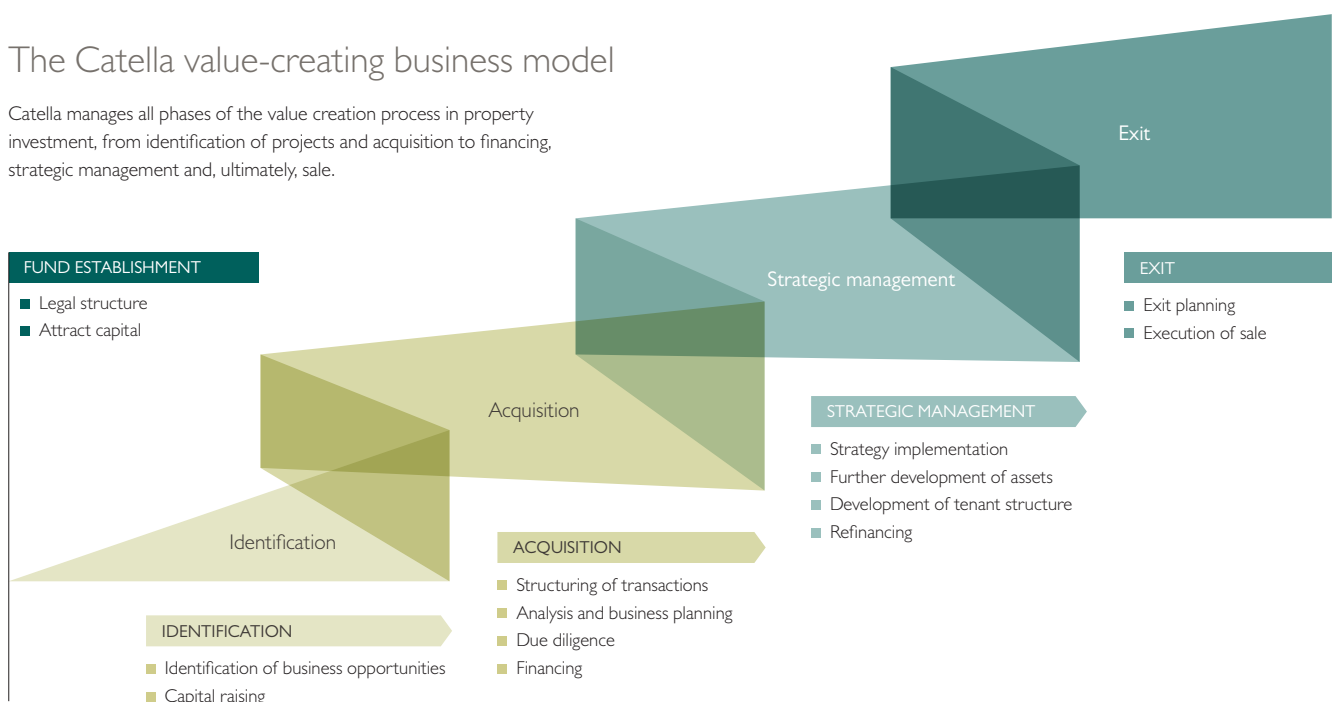 The Catella value-creating business model
Catella manages all phases of the value creation process in property
investment, from identification of projects and acquisition to financing,
strategic management and, ultimately, sale.
FUND ESTABLISHMENT
Legal structure
Attract capital
Identification
Acquisition
Strategic management
Exit
IDENTIFICATION
Identification of business opportunities
Capital raising
ACQUISITION
Structuring of transactions
Analysis and business planning
Due diligence
Financing
STRATEGIC MANAGEMENT
Strategy implementation
Further development of assets
Development of tenant structure
Refinancing
EXIT
Exit planning
Execution of sale